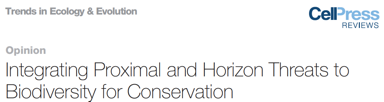 Trends in Ecology & Evolution
CellPress
REVIEWS
Opinion
Integrating Proximal and Horizon Threats to
Biodiversity for Conservation